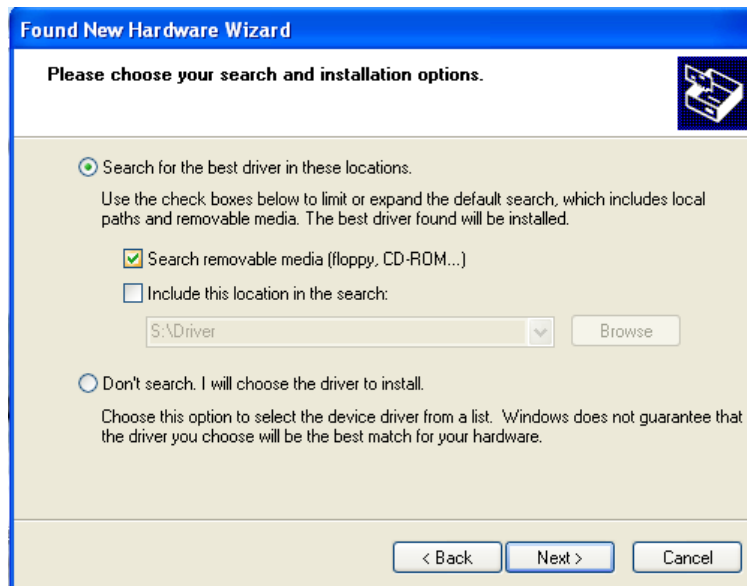 Found New Hardware Wizard
Please choose your search and installation options.
Search for the best driver in these locations.
Use the check boxes below to limit or expand the default search, which includes local
paths and removable media. The best driver found will be installed.
Search removable media (floppy, CD-ROM...)
Include this location in the search:
S:\Driver
Browse
Don't search. I will choose the driver to install.
Choose this option to select the device driver from a list. Windows does not guarantee that
the driver you choose will be the best match for your hardware.
< Back Next > Cancel